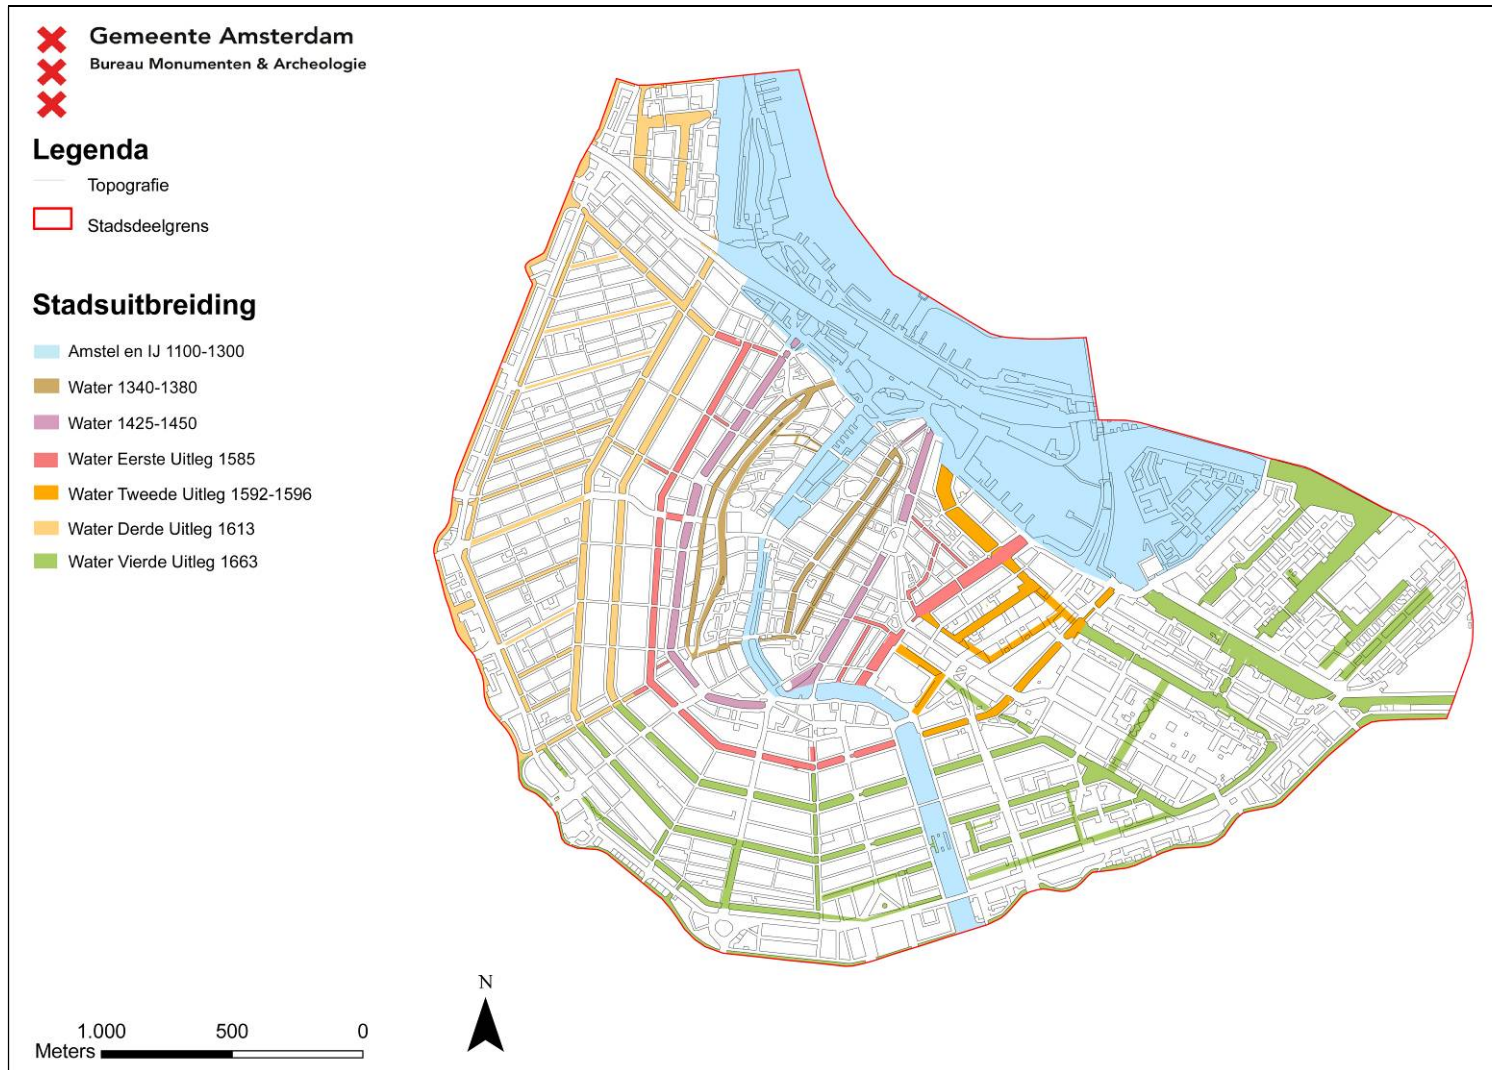 Gemeente Amsterdam
Bureau Monumenten & Archeologie
Legenda
Topografie
Stadsdeelgrens
Stadsuitbreiding
Amstel en IJ 1100-1300
Water 1340-1380
Water 1425-1450
Water Eerste Uitleg 1585
Water Tweede Uitleg 1592-1596
Water Derde Uitleg 1613
Water Vierde Uitleg 1663
N
1.000 500 0
Meters